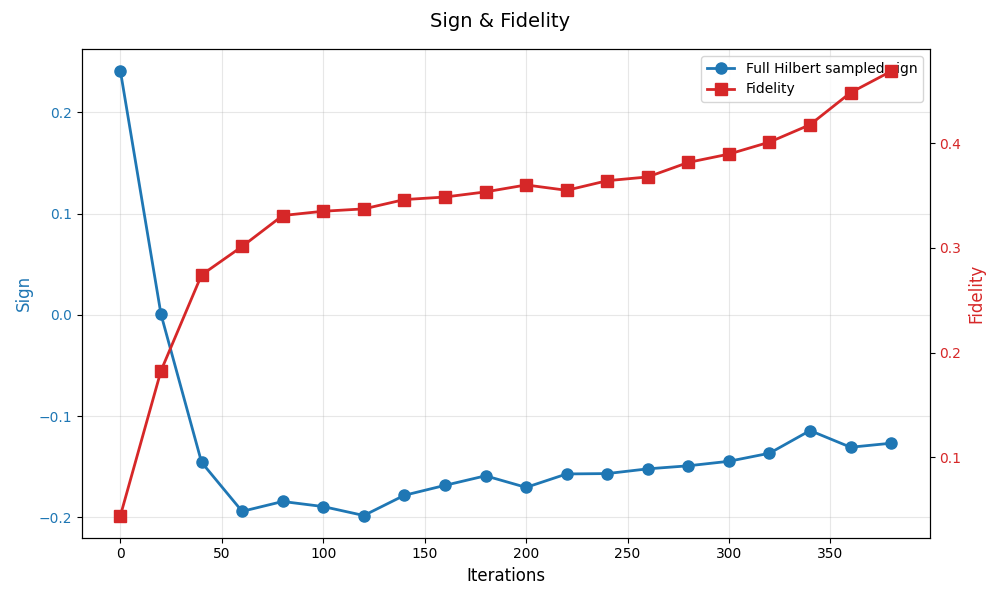 Sign & Fidelity
Full Hilbert sampled sign
Fidelity
0.2
0.1
0.0
−0.1
−0.2
Sign
0.4
0.3
0.2
0.1
Fidelity
0
50
100
150
200
250
300
350
Iterations